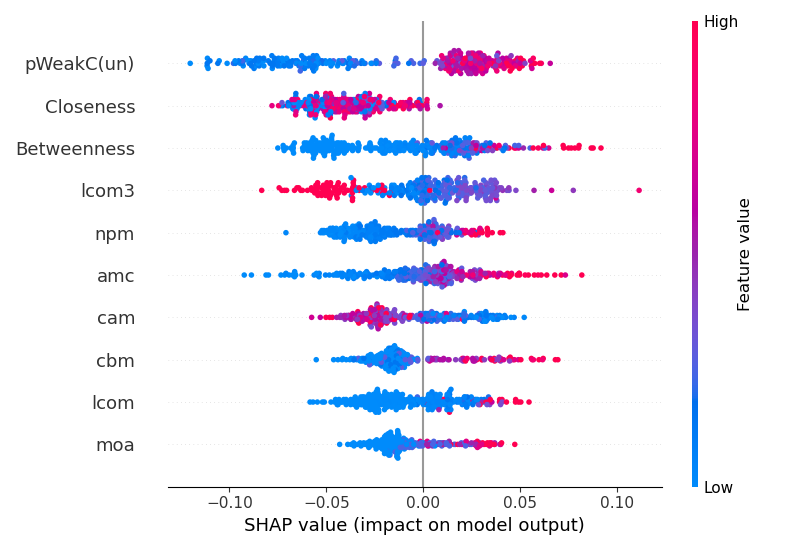 High
pWeakC(un)
Closeness
Betweenness
lcom3
npm
amc
cam
cbm
lcom
moa
Feature value
Low
−0.10 −0.05 0.00 0.05 0.10
SHAP value (impact on model output)